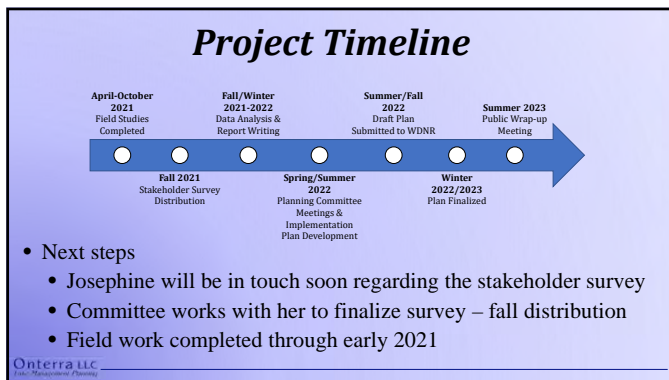 Project Timeline
April-October
2021
Field Studies
Completed
Fall 2021
Stakeholder Survey
Distribution
Fall/Winter
2021-2022
Data Analysis &
Report Writing
Spring/Summer
2022
Planning Committee
Meetings &
Implementation
Plan Development
Summer/Fall
2022
Draft Plan
Submitted to WDNR
Winter
2022/2023
Plan Finalized
Summer 2023
Public Wrap-up
Meeting
• Next steps
• Josephine will be in touch soon regarding the stakeholder survey
• Committee works with her to finalize survey – fall distribution
• Field work completed through early 2021
Onterra LLC
Lake Management Planning